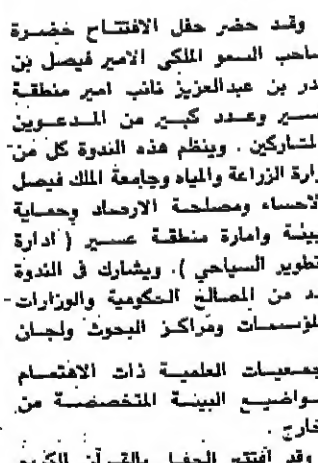 وقد حضر حفل الافتتاح حضرة
صاحب السمو الملكي الامير فيصل بن
بدر بن عبدالعزيز نائب امير منطقة
عسير وعدد كبير من المدعوين
المشاركين . وينظم هذه الندوة كل من
وزارة الزراعة والمياه وجامعة الملك فيصل
الاحساء ومصلحة الارصاد وحماية
البيئة وامارة منطقة عسير ( ادارة
التطوير السياحي ) . ويشارك في الندوة
عدد من المصالح الحكومية والوزارات
والمؤسسات ومراكز البحوث ولجان
الجمعيات العلمية ذات الاهتمام
بمواضيع البيئة المتخصصة من
الخارج .
وقد افتتح الحفل بالقرآن الكريم